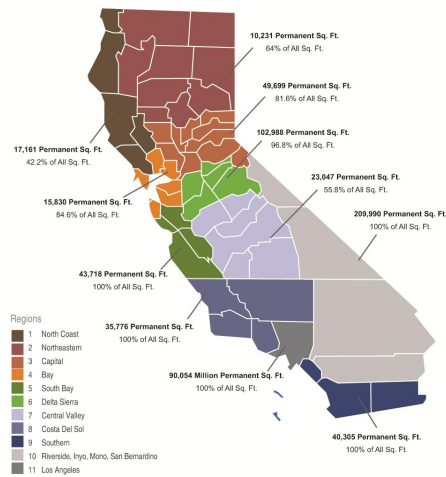 10,231 Permanent Sq. Ft.
64% of All Sq. Ft.
49,699 Permanent Sq. Ft.
81.6% of All Sq. Ft.
102,988 Permanent Sq. Ft.
96.8% of All Sq. Ft.
17,161 Permanent Sq. Ft.
42.2% of All Sq. Ft.
23,047 Permanent Sq. Ft.
55.8% of All Sq. Ft.
15,830 Permanent Sq. Ft.
84.6% of All Sq. Ft.
209,990 Permanent Sq. Ft.
100% of All Sq. Ft.
43,718 Permanent Sq. Ft.
100% of All Sq. Ft.
35,776 Permanent Sq. Ft.
100% of All Sq. Ft.
90,054 Million Permanent Sq. Ft.
100% of All Sq. Ft.
40,305 Permanent Sq. Ft.
100% of All Sq. Ft.
Regions
1 North Coast
2 Northeastern
3 Capital
4 Bay
5 South Bay
6 Delta Sierra
7 Central Valley
8 Costa Del Sol
9 Southern
10 Riverside, Inyo, Mono, San Bernardino
11 Los Angeles